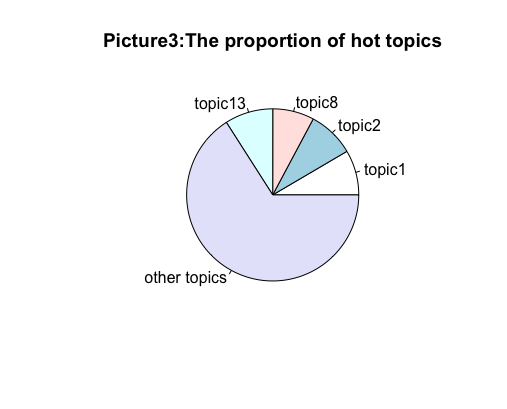 Picture3:The proportion of hot topics
topic13
topic8
topic2
topic1
other topics